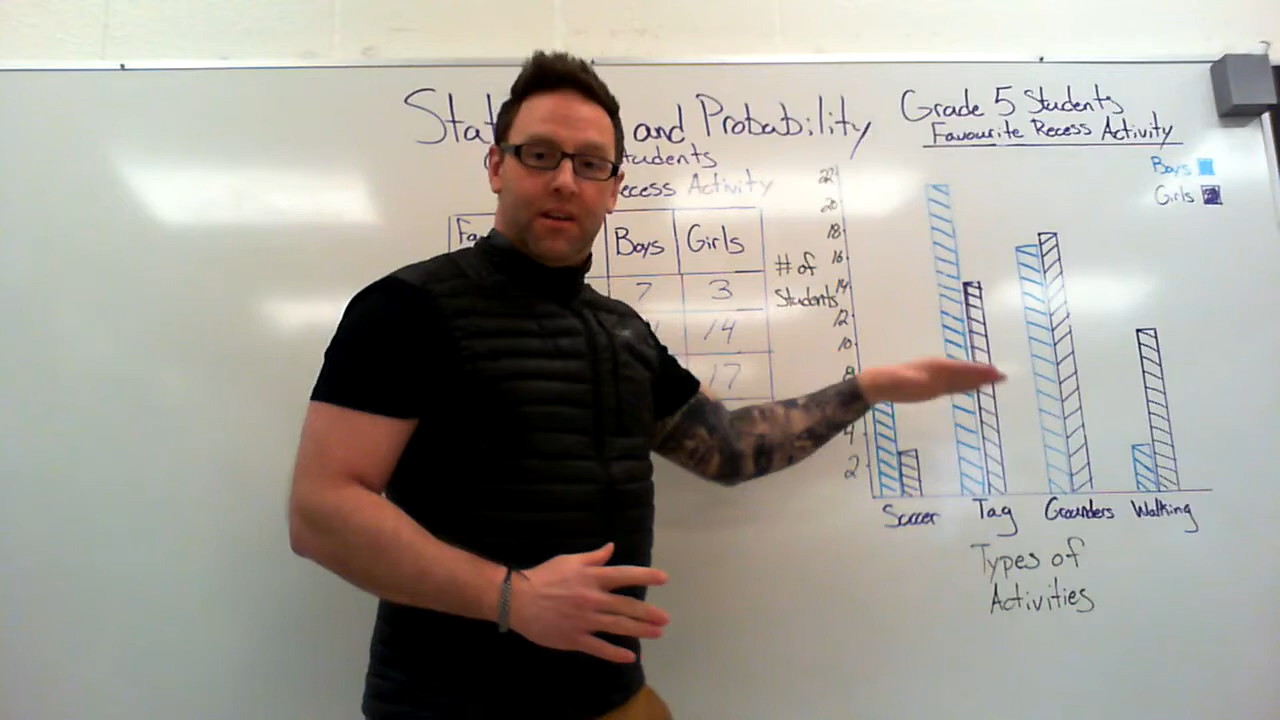 Stat and Probability
tudents
ecess Activity
Boys Girls
7 3
14
17
Grade 5 Students
Favourite Recess Activity
Boys
Girls
# of
Students
22
20
18
16
14
12
10
8
4
2
Soccer Tag Grounders Walking
Types of
Activities